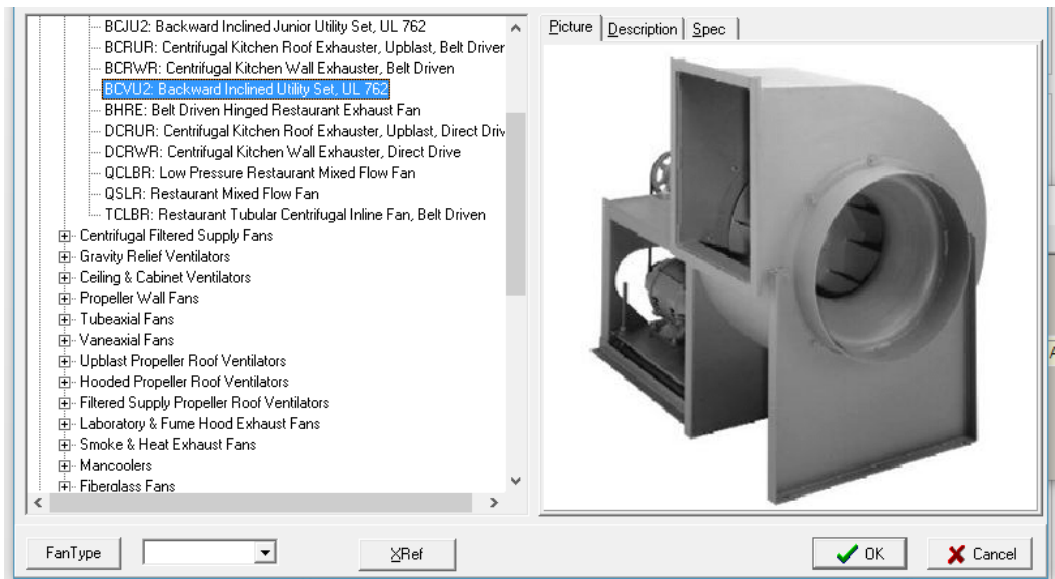 BCJU2: Backward Inclined Junior Utility Set, UL 762
BCRUR: Centrifugal Kitchen Roof Exhauster, Upblast, Belt Driver
BCRWR: Centrifugal Kitchen Wall Exhauster, Belt Driven
BCVU2: Backward Inclined Utility Set, UL 762
BHRE: Belt Driven Hinged Restaurant Exhaust Fan
DCRUR: Centrifugal Kitchen Roof Exhauster, Upblast, Direct Driv
DCRWR: Centrifugal Kitchen Wall Exhauster, Direct Drive
QCLBR: Low Pressure Restaurant Mixed Flow Fan
QSLR: Restaurant Mixed Flow Fan
TCLBR: Restaurant Tubular Centrifugal Inline Fan, Belt Driven
Centrifugal Filtered Supply Fans
Gravity Relief Ventilators
Ceiling & Cabinet Ventilators
Propeller Wall Fans
Tubeaxial Fans
Vaneaxial Fans
Upblast Propeller Roof Ventilators
Hooded Propeller Roof Ventilators
Filtered Supply Propeller Roof Ventilators
Laboratory & Fume Hood Exhaust Fans
Smoke & Heat Exhaust Fans
Mancoolers
Fiberglass Fans
Picture Description Spec
FanType
XRef
OK
Cancel